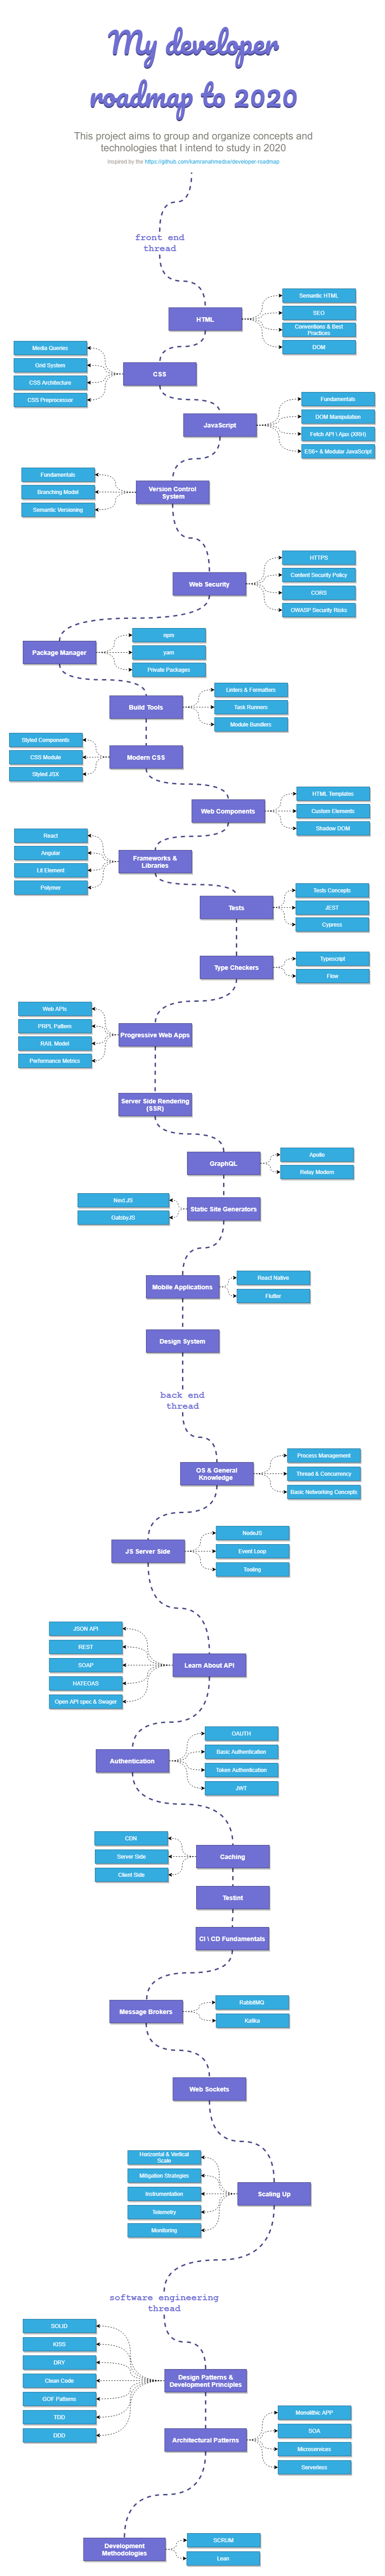 My developer
roadmap to 2020
This project aims to group and organize concepts and
technologies that I intend to study in 2020
Inspired by the https://github.com/kamranahmedse/developer-roadmap
front end
thread
HTML
Semantic HTML
SEO
Conventions & Best
Practices
DOM
CSS
Media Queries
Grid System
CSS Architecture
CSS Preprocessor
JavaScript
Fundamentals
DOM Manipulation
Fetch API \ Ajax (XRH)
ES6+ & Modular JavaScript
Version Control
System
Fundamentals
Branching Model
Semantic Versioning
Web Security
HTTPS
Content Security Policy
CORS
OWASP Security Risks
Package Manager
npm
yarn
Private Packages
Build Tools
Linters & Formatters
Task Runners
Module Bundlers
Modern CSS
Styled Components
CSS Module
Styled JSX
Web Components
HTML Templates
Custom Elements
Shadow DOM
Frameworks &
Libraries
React
Angular
Lit Element
Polymer
Tests
Tests Concepts
JEST
Cypress
Type Checkers
Typescript
Flow
Progressive Web Apps
Web APIs
PRPL Pattern
RAIL Model
Performance Metrics
Server Side Rendering
(SSR)
GraphQL
Apollo
Relay Modern
Static Site Generators
Next.JS
GatsbyJS
Mobile Applications
React Native
Flutter
Design System
back end
thread
OS & General
Knowledge
Process Management
Thread & Concurrency
Basic Networking Concepts
JS Server Side
NodeJS
Event Loop
Tooling
Learn About API
JSON API
REST
SOAP
HATEOAS
Open API spec & Swager
Authentication
OAUTH
Basic Authentication
Token Authentication
JWT
Caching
CDN
Server Side
Client Side
Testint
CI \ CD Fundamentals
Message Brokers
RabbitMQ
Kafka
Web Sockets
Scaling Up
Horizontal & Vertical
Scale
Mitigation Strategies
Instrumentation
Telemetry
Monitoring
software engineering
thread
Design Patterns &
Development Principles
SOLID
KISS
DRY
Clean Code
GOF Patterns
TDD
DDD
Architectural Patterns
Monolithic APP
SOA
Microservices
Serverless
Development
Methodologies
SCRUM
Lean